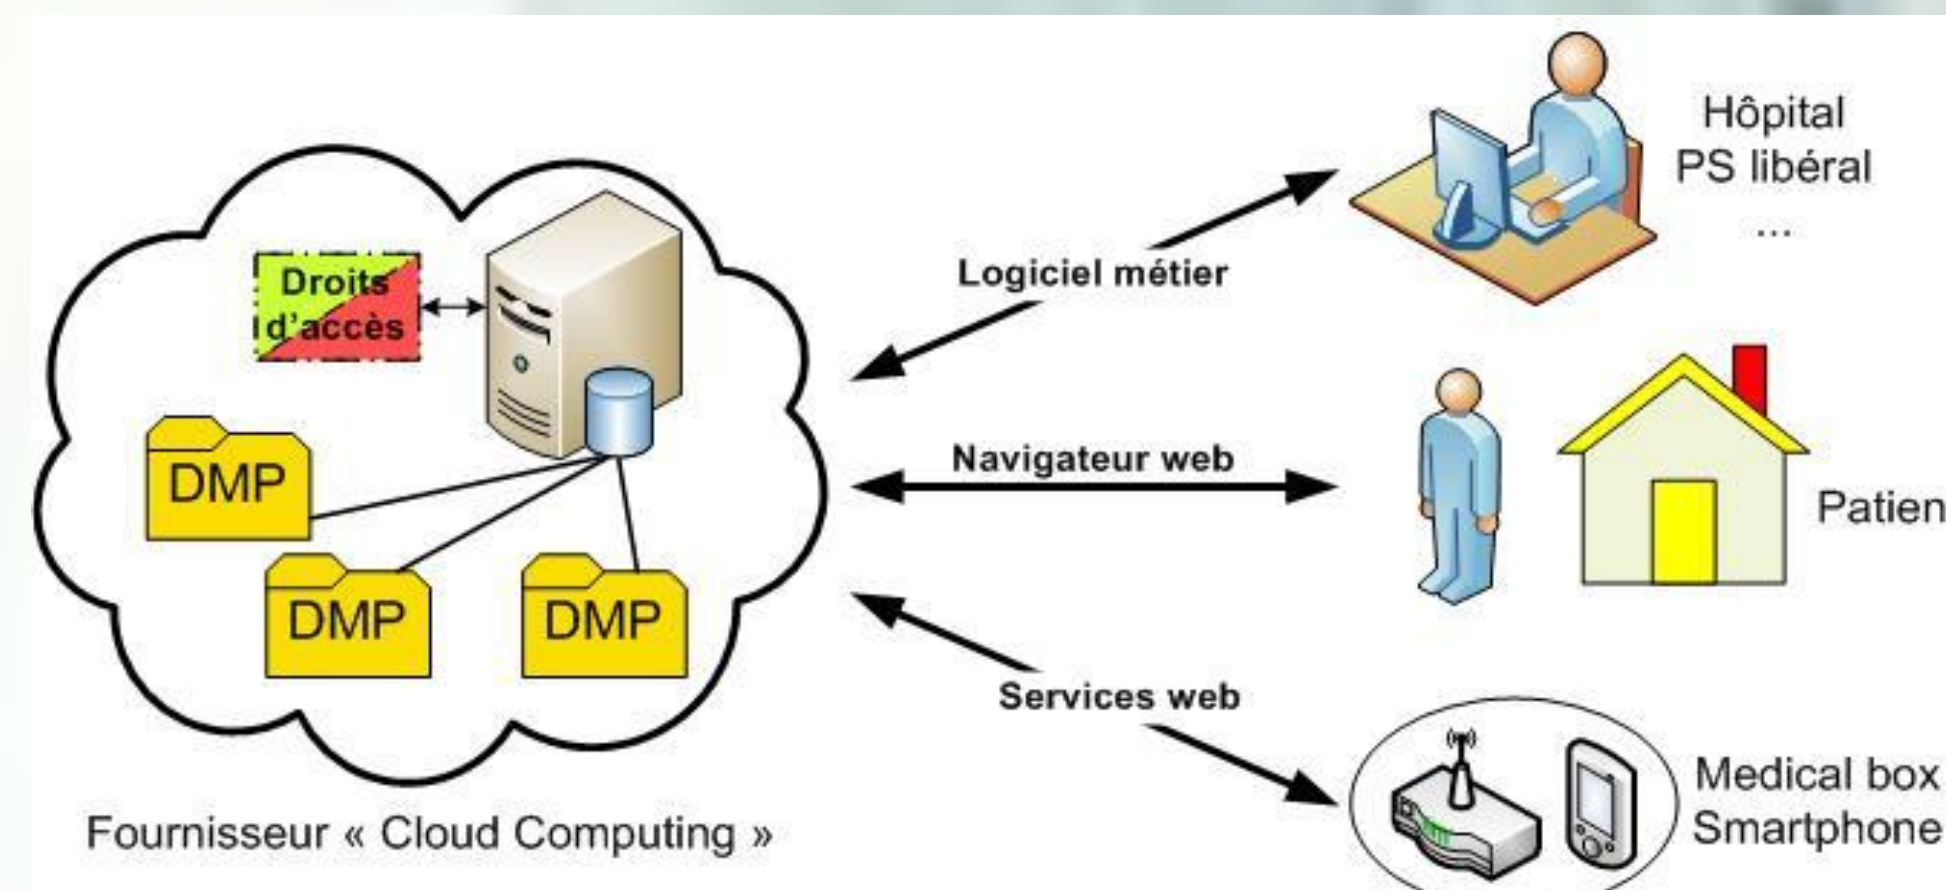 Hôpital
PS libéral
...
Droits
d'accès
Logiciel métier
DMP
Navigateur web
Patien
DMP
DMP
Services web
Medical box
Smartphone
Fournisseur « Cloud Computing »